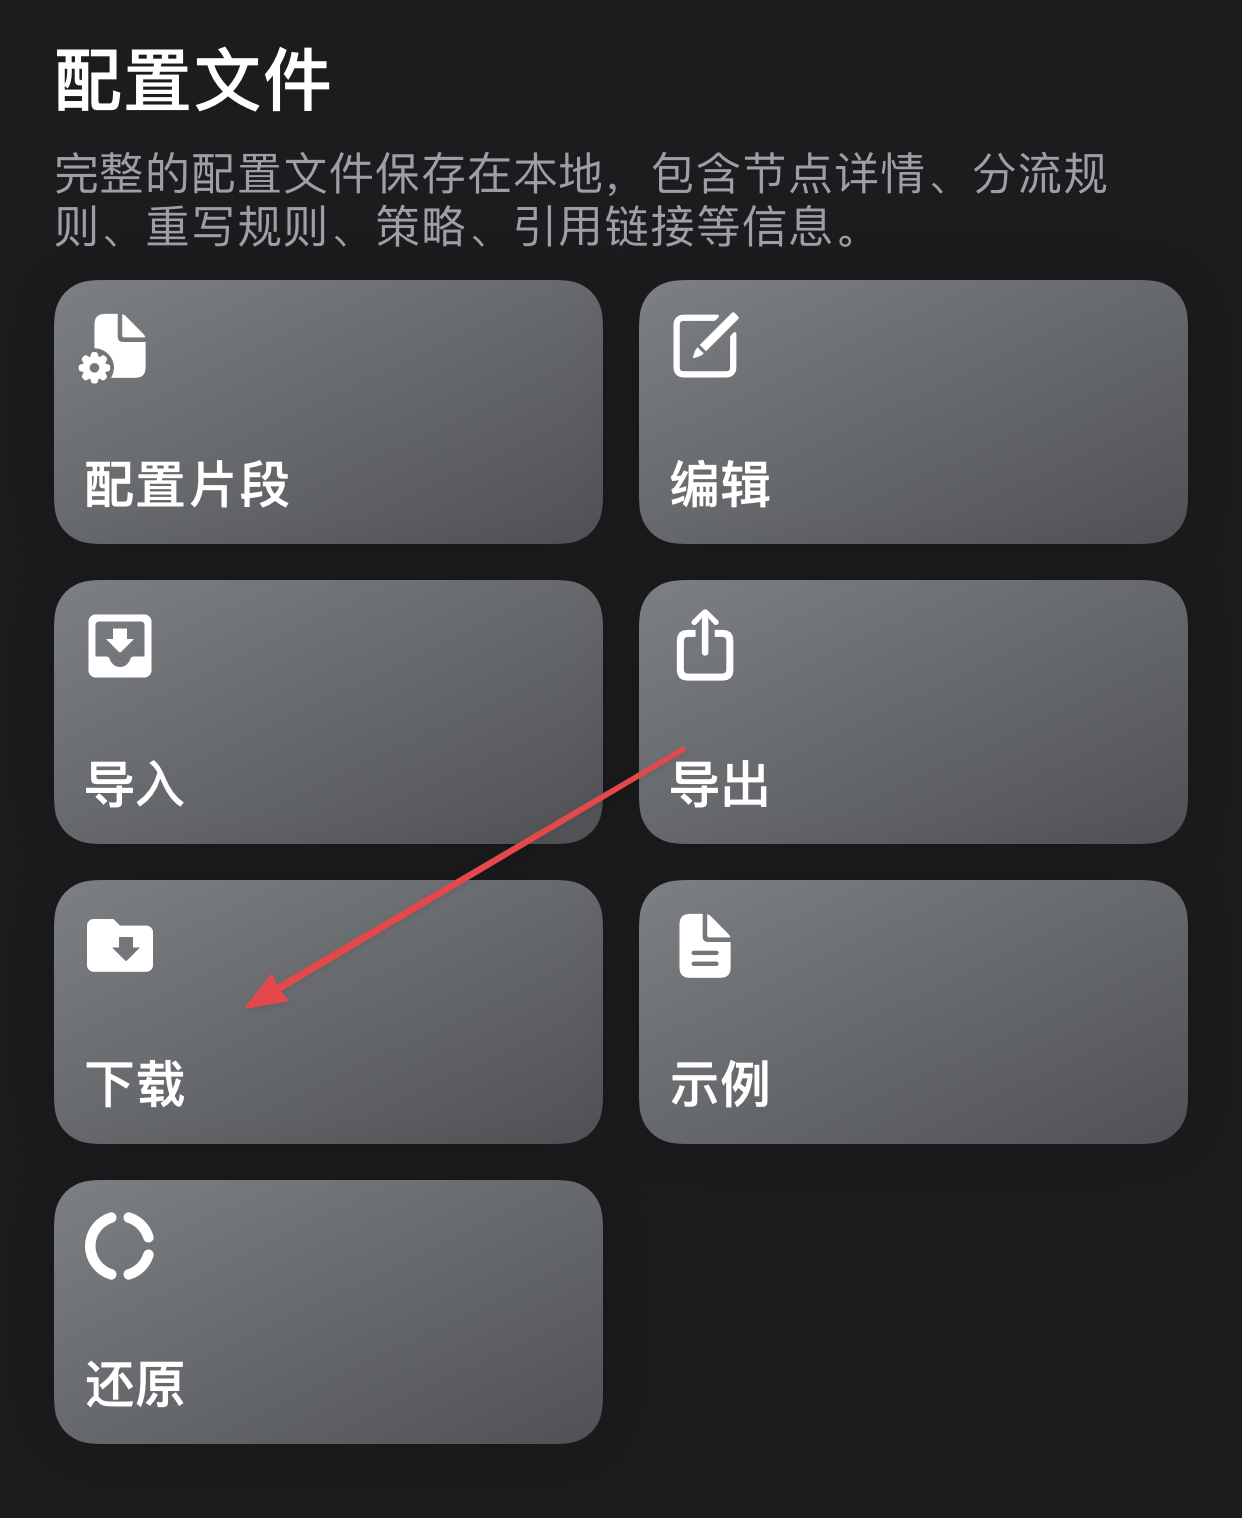 配置文件
完整的配置文件保存在本地，包含节点详情、分流规
则、重写规则、策略、引用链接等信息。
配置片段
编辑
导入
导出
下载
示例
还原